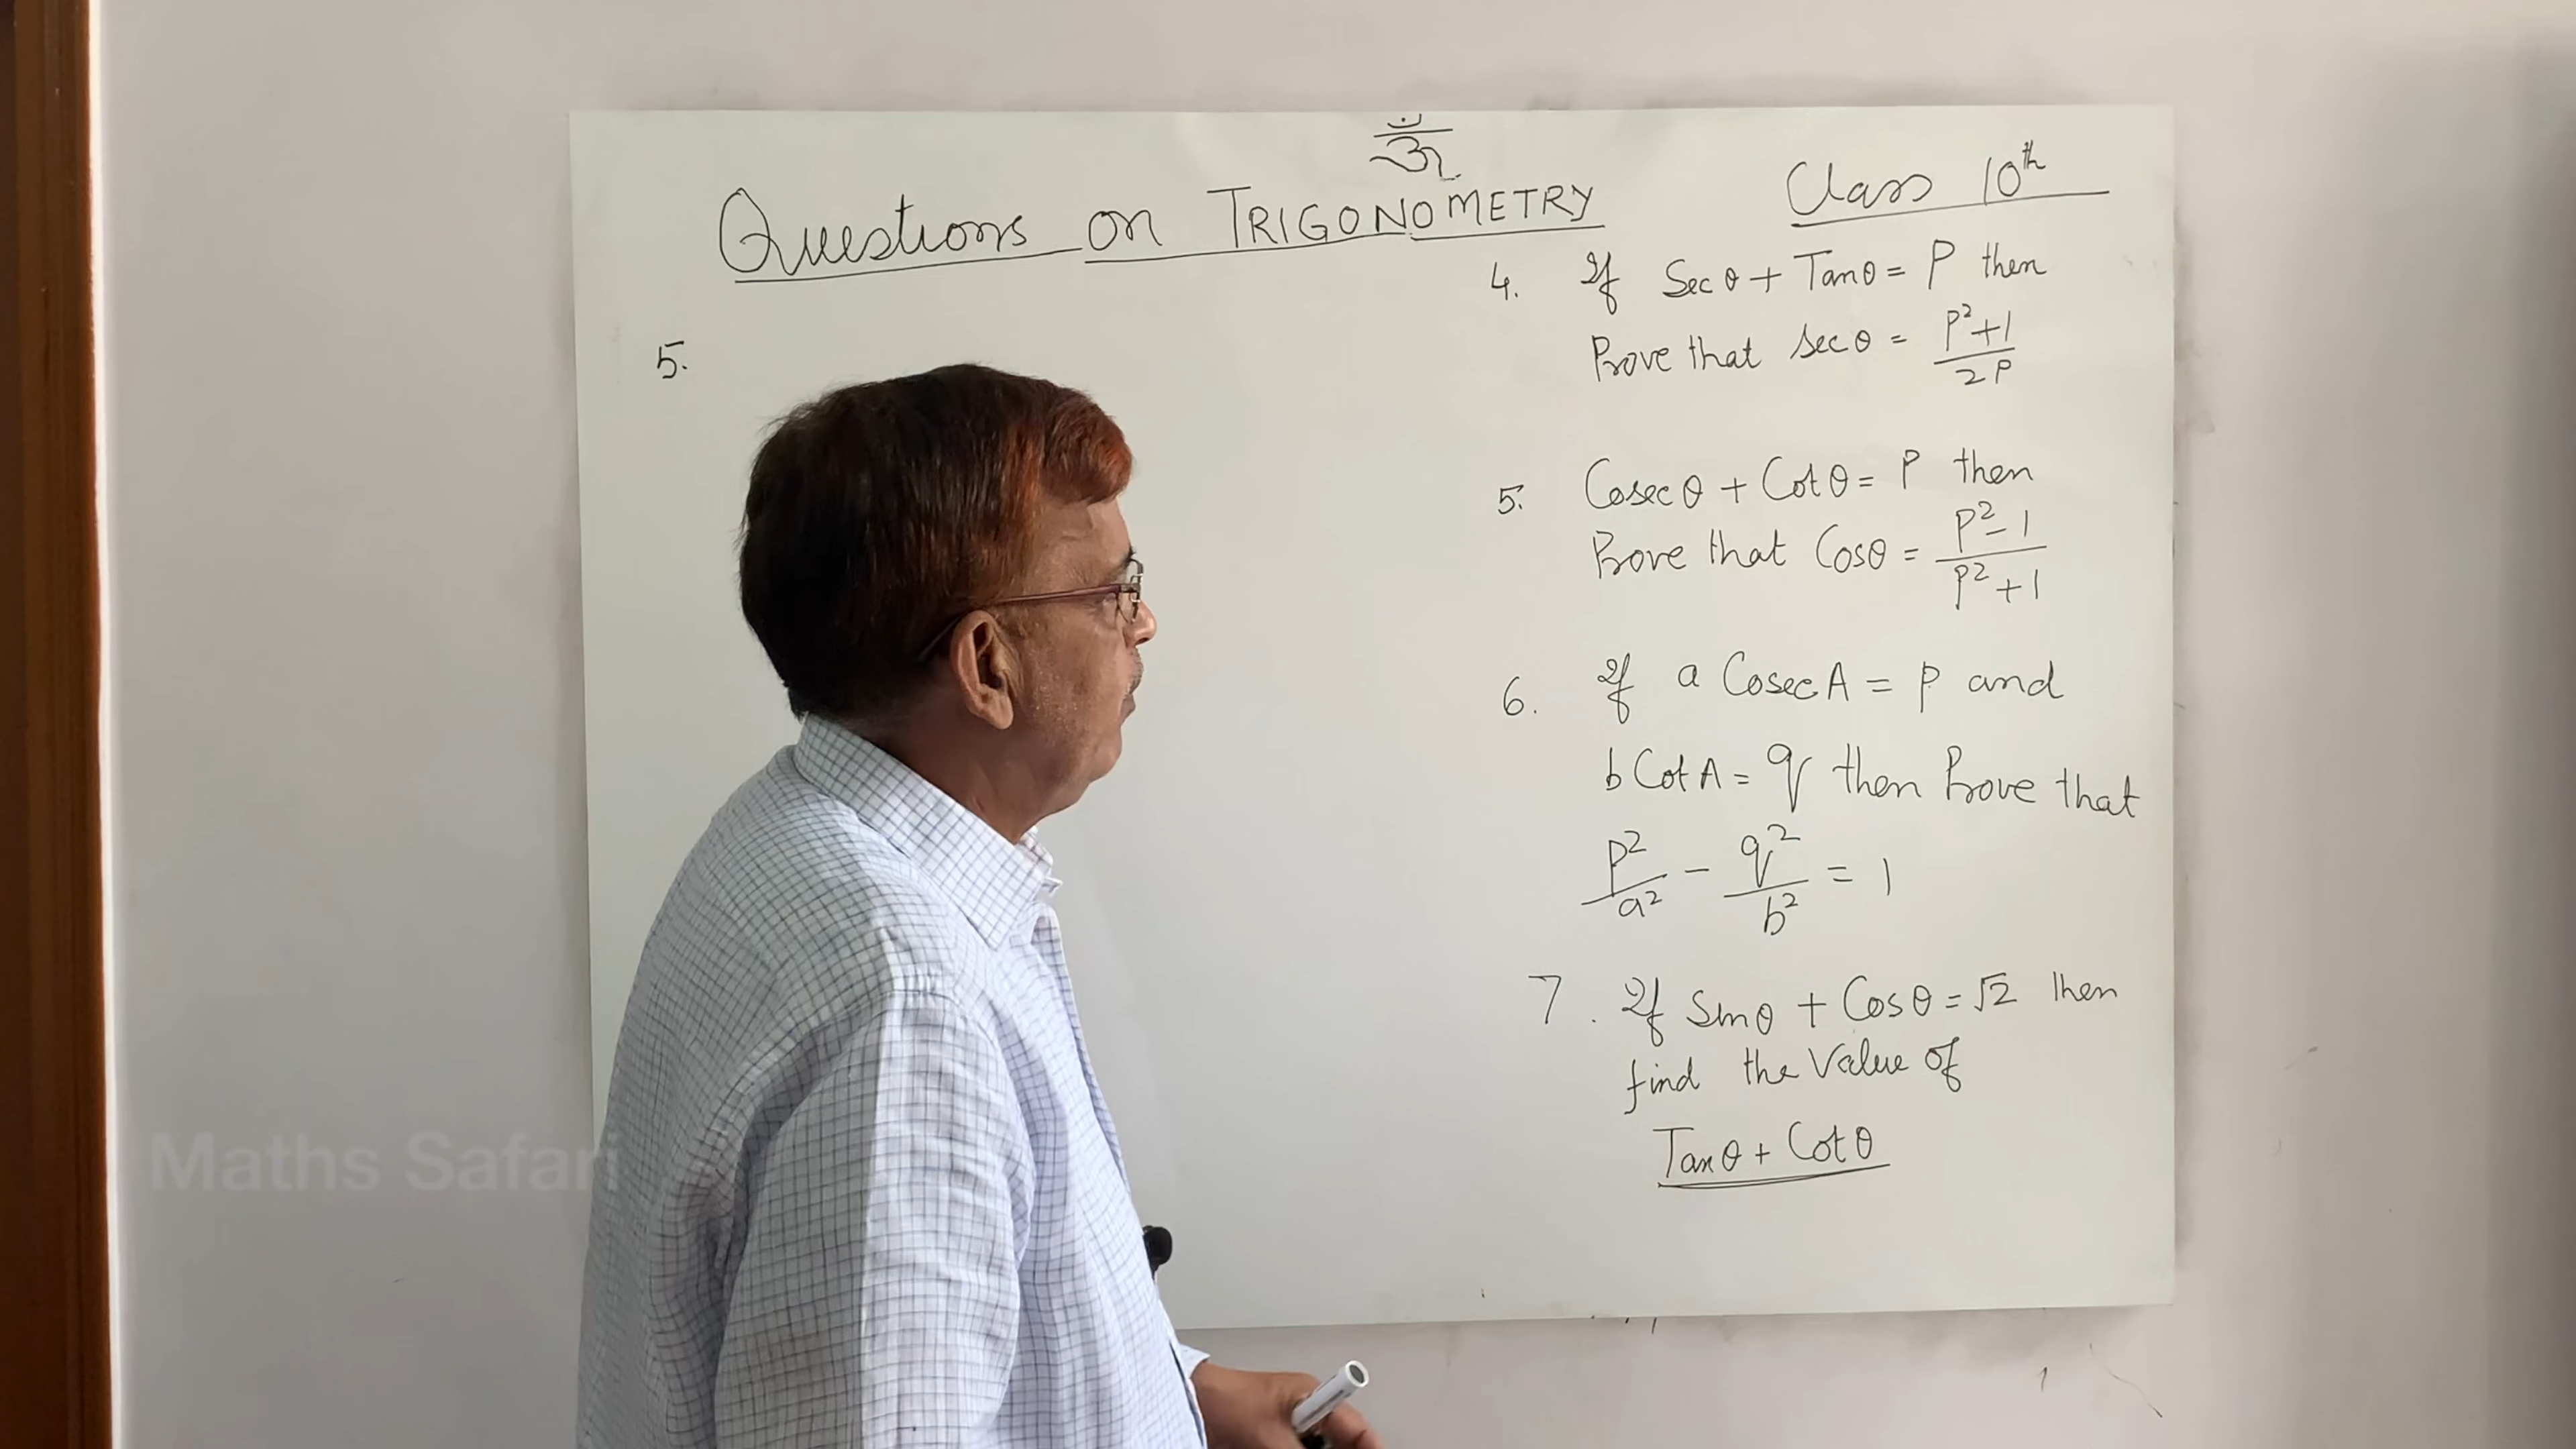 ॐ
Questions on TRIGONOMETRY
Class 10th
5.
4. If Secθ + Tanθ = P then
Prove that secθ = P²+1/2P
5. Cosecθ + Cotθ = P then
Prove that Cosθ = P²-1/P²+1
6. If a CosecA = p and
b Cot A = q then Prove that
p²/a² - q²/b² = 1
7. If Sinθ + Cosθ = √2 then
find the Value of
Tanθ + Cotθ
Maths Safari